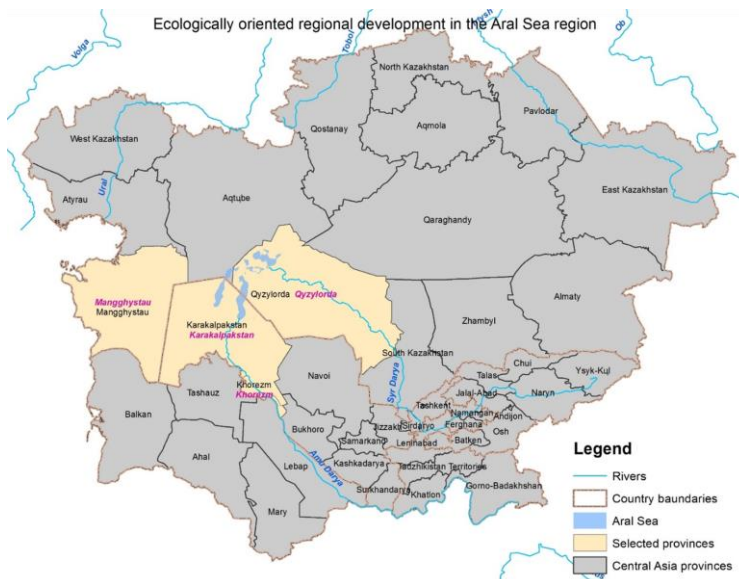 Ecologically oriented regional development in the Aral Sea region
Volga
Tobol
Ob
North Kazakhstan
Pavlodar
Qostanay
Aqmola
West Kazakhstan
East Kazakhstan
Ural
Atyrau
Aqtube
Qaraghandy
Mangghystau
Mangghystau
Qyzylorda
Qyzylorda
Almaty
Karakalpakstan
Karakalpakstan
Zhambyl
South Kazakhstan
Syr Darya
Chui
Ysyk-Kul
Talas
Naryn
Khorezm
Khorezm
Navoi
Tashauz
Balkan
Tashkent
Jalal-Abad
Namangan
Andijon
Sirdaryo
Ferghana
Osh
Jizzakh
Bukhoro
Samarkand
Leninabad
Batken
Ahal
Lebap
Amu Darya
Kashkadarya
Tadzhikistan Territories
Surkhandarya
Khatlon
Gorno-Badakhshan
Mary
Legend
Rivers
Country baundaries
Aral Sea
Selected provinces
Central Asia provinces